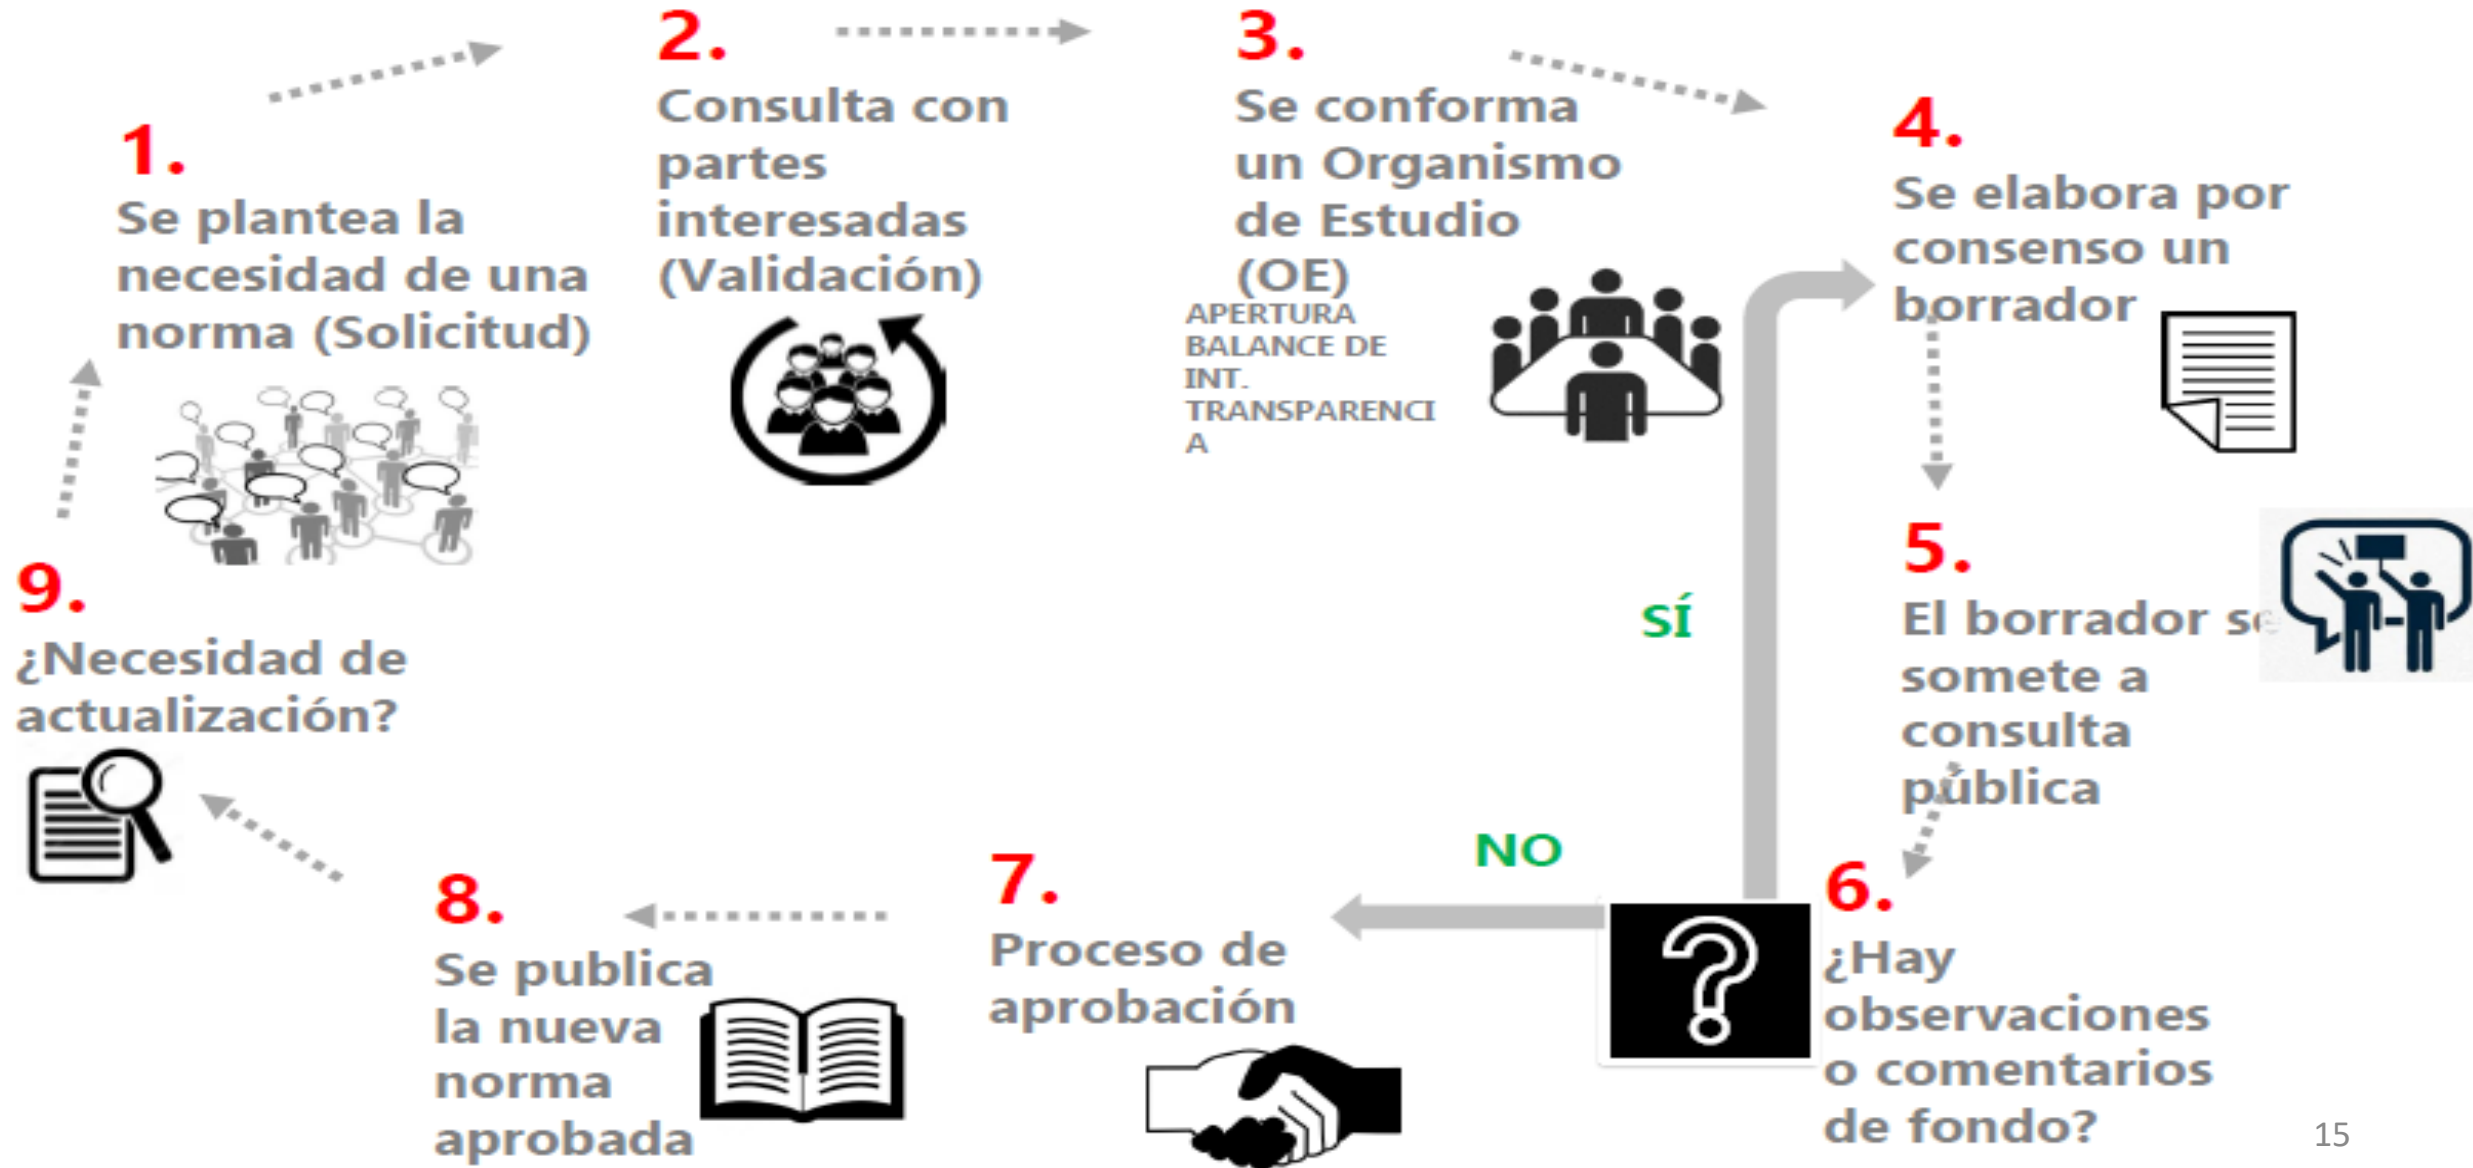 1.
Se plantea la
necesidad de una
norma (Solicitud)
2.
Consulta con
partes
interesadas
(Validación)
3.
Se conforma
un Organismo
de Estudio
(OE)
APERTURA
BALANCE DE
INT.
TRANSPARENCI
A
4.
Se elabora por
consenso un
borrador
5.
El borrador se
somete a
consulta
pública
6.
¿Hay
observaciones
o comentarios
de fondo?
SÍ
NO
7.
Proceso de
aprobación
8.
Se publica
la nueva
norma
aprobada
9.
¿Necesidad de
actualización?
15